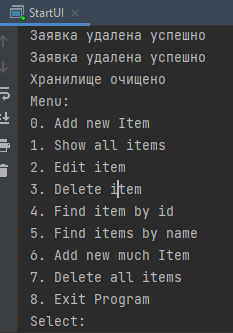 StartUI
Заявка удалена успешно
Заявка удалена успешно
Хранилище очищено
Menu:
0. Add new Item
1. Show all items
2. Edit item
3. Delete item
4. Find item by id
5. Find items by name
6. Add new much Item
7. Delete all items
8. Exit Program
Select: